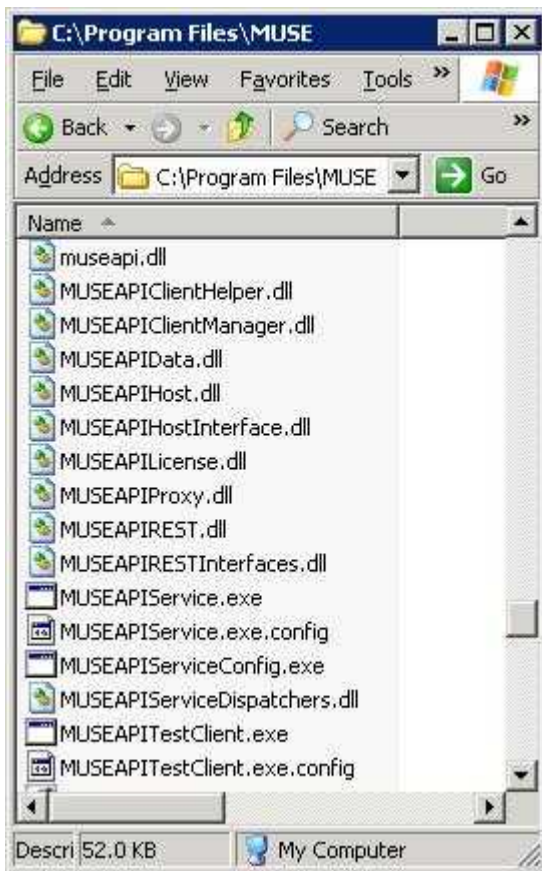 C:\Program Files\MUSE
File Edit View Favorites Tools »
Back Search »
Address C:\Program Files\MUSE Go
Name
museapi.dll
MUSEAPIClientHelper.dll
MUSEAPIClientManager.dll
MUSEAPIData.dll
MUSEAPIHost.dll
MUSEAPIHostInterface.dll
MUSEAPILicense.dll
MUSEAPIProxy.dll
MUSEAPIREST.dll
MUSEAPIRESTInterfaces.dll
MUSEAPIService.exe
MUSEAPIService.exe.config
MUSEAPIServiceConfig.exe
MUSEAPIServiceDispatchers.dll
MUSEAPITestClient.exe
MUSEAPITestClient.exe.config
Descri 52.0 KB My Computer